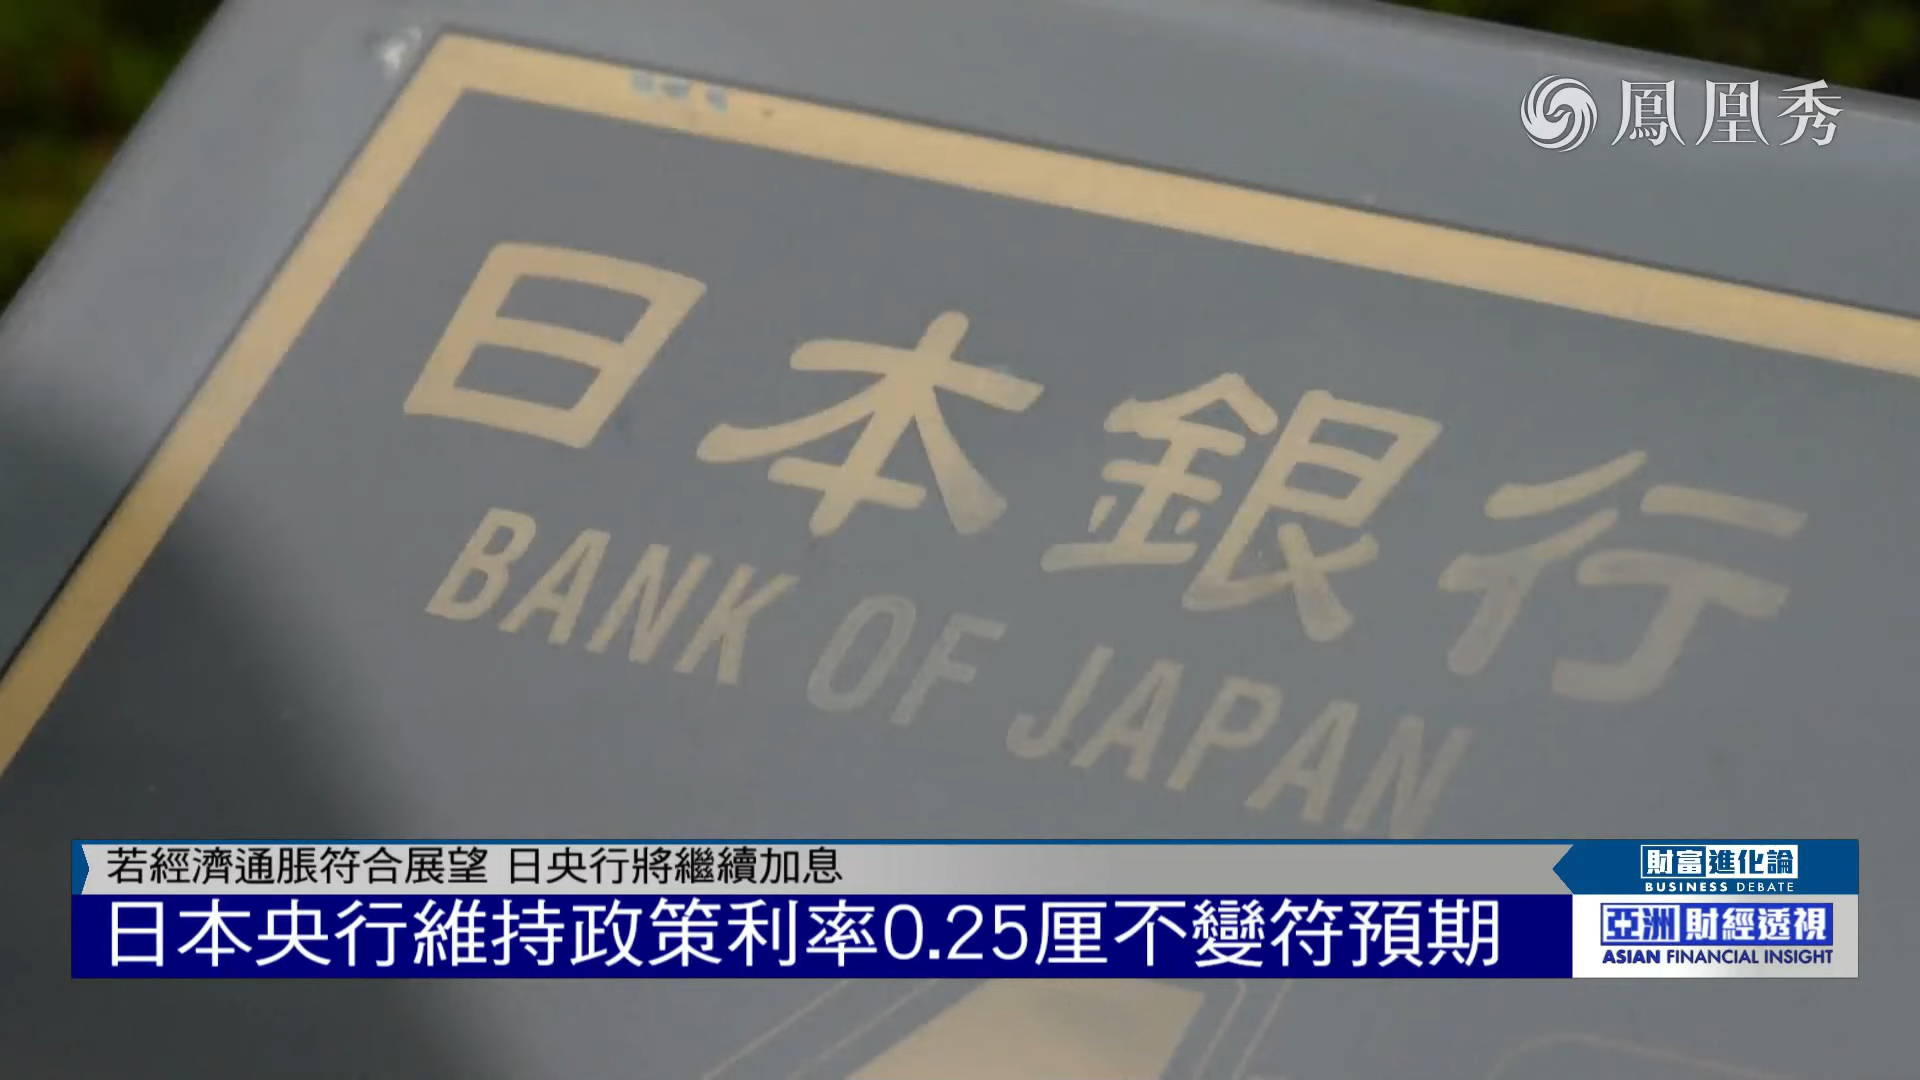 鳳凰秀
日本銀行
BANK OF JAPAN
若經濟通脹符合展望 日央行將繼續加息
日本央行維持政策利率0.25厘不變符預期
財富進化論
BUSINESS DEBATE
亞洲財經透視
ASIAN FINANCIAL INSIGHT